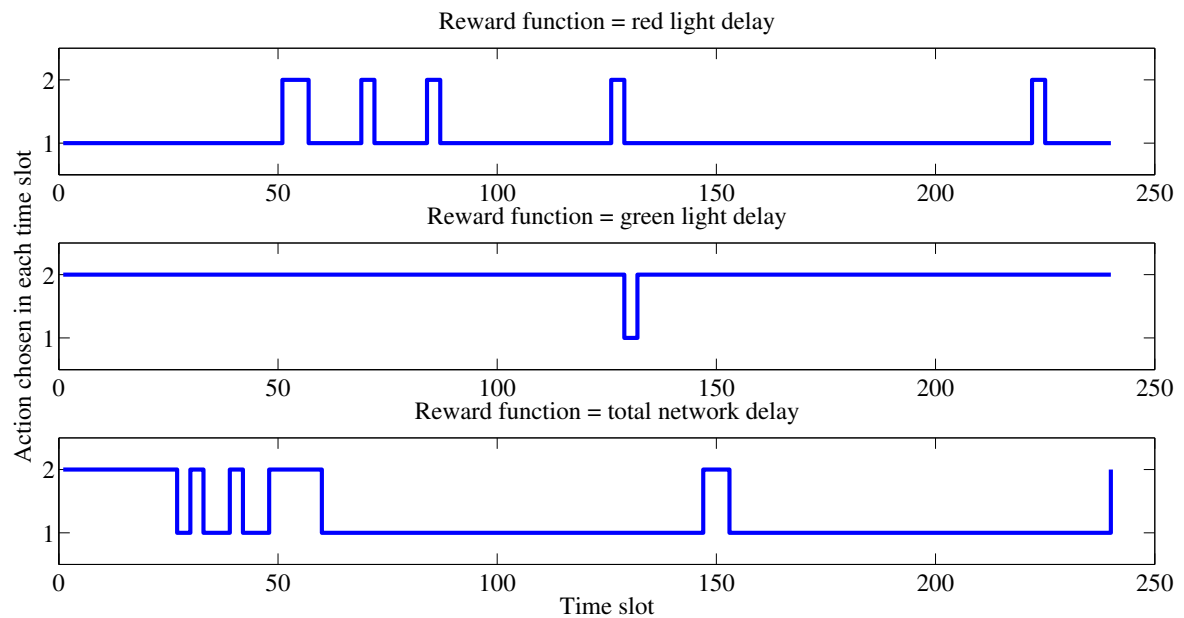 Reward function = red light delay
2
1
0 50 100 150 200 250
Reward function = green light delay
2
1
0 50 100 150 200 250
Reward function = total network delay
2
1
0 50 100 150 200 250
Time slot
Action chosen in each time slot